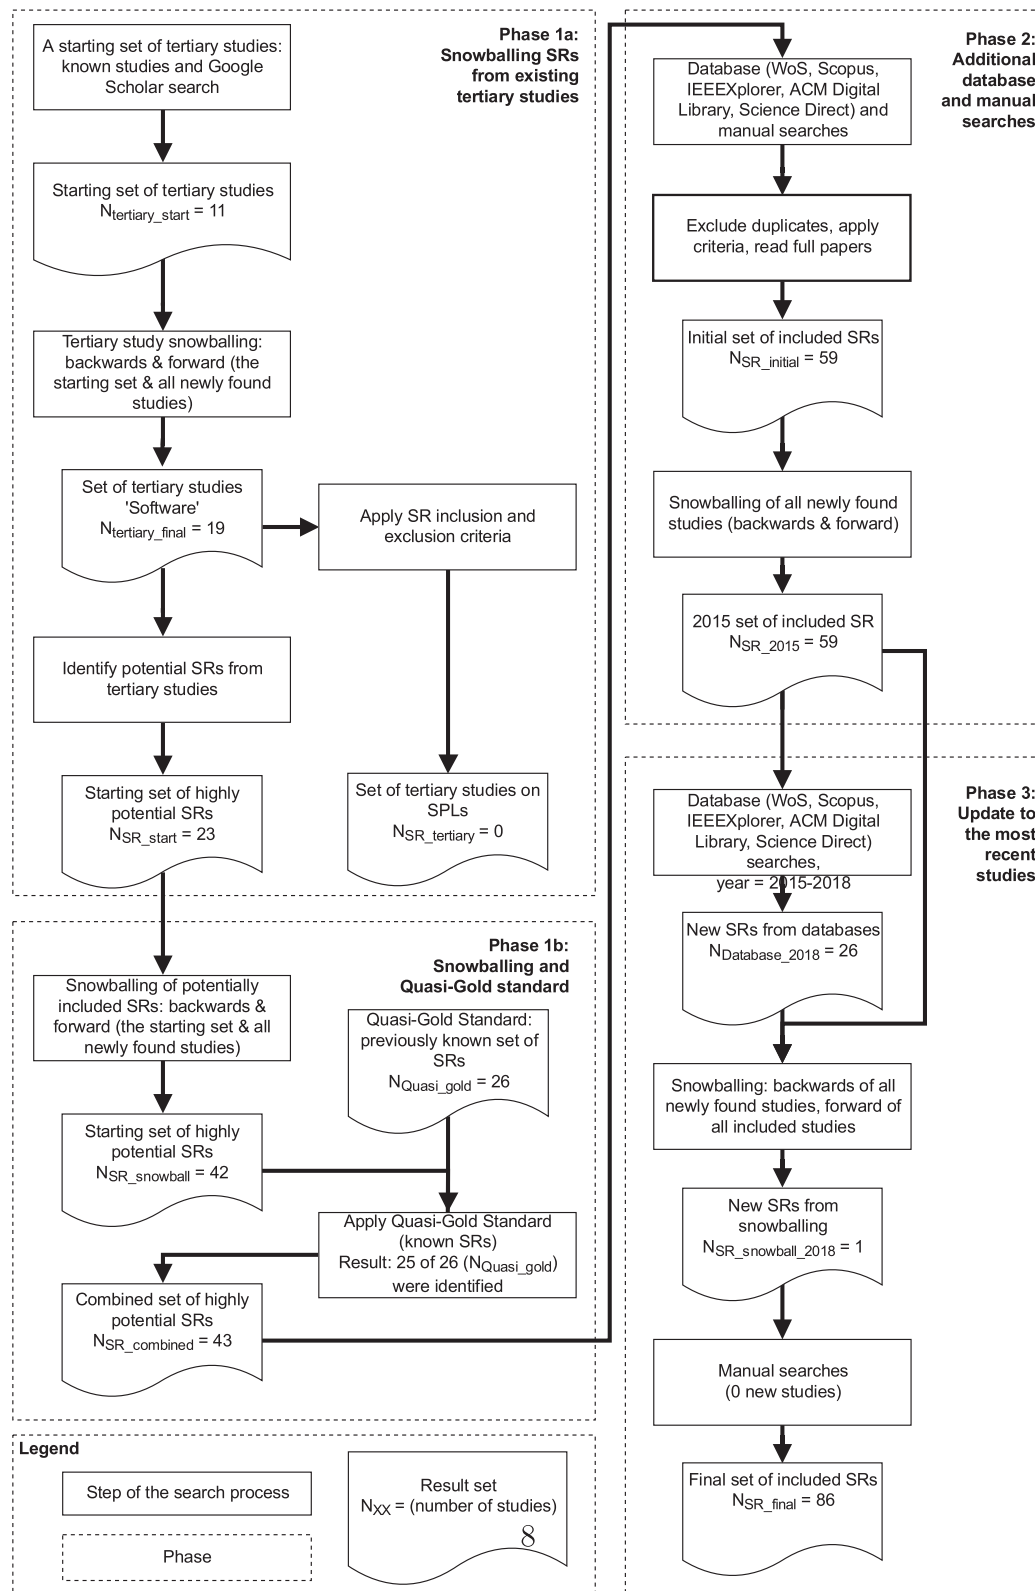 Phase 1a:
Snowballing SRs
from existing
tertiary studies
A starting set of tertiary studies:
known studies and Google
Scholar search
Starting set of tertiary studies
Ntertiary_start = 11
Tertiary study snowballing:
backwards & forward (the
starting set & all newly found
studies)
Set of tertiary studies
'Software'
Ntertiary_final = 19
Apply SR inclusion and
exclusion criteria
Identify potential SRs from
tertiary studies
Starting set of highly
potential SRs
NSR_start = 23
Set of tertiary studies on
SPLs
NSR_tertiary = 0
Phase 1b:
Snowballing and
Quasi-Gold standard
Snowballing of potentially
included SRs: backwards &
forward (the starting set & all
newly found studies)
Quasi-Gold Standard:
previously known set of
SRs
NQuasi_gold = 26
Starting set of highly
potential SRs
NSR_snowball = 42
Apply Quasi-Gold Standard
(known SRs)
Result: 25 of 26 (NQuasi_gold)
were identified
Combined set of highly
potential SRs
NSR_combined = 43
Phase 2:
Additional
database
and manual
searches
Database (WoS, Scopus,
IEEEXplorer, ACM Digital
Library, Science Direct) and
manual searches
Exclude duplicates, apply
criteria, read full papers
Initial set of included SRs
NSR_initial = 59
Snowballing of all newly found
studies (backwards & forward)
2015 set of included SR
NSR_2015 = 59
Phase 3:
Update to
the most
recent
studies
Database (WoS, Scopus,
IEEEXplorer, ACM Digital
Library, Science Direct)
searches,
year = 2015-2018
New SRs from databases
NDatabase_2018 = 26
Snowballing: backwards of all
newly found studies, forward of
all included studies
New SRs from
snowballing
NSR_snowball_2018 = 1
Manual searches
(0 new studies)
Final set of included SRs
NSR_final = 86
Legend
Step of the search process
Phase
Result set
NXX = (number of studies)
8